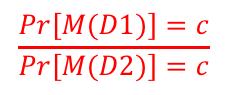 Pr[M(D1)] = c
Pr[M(D2)] = c